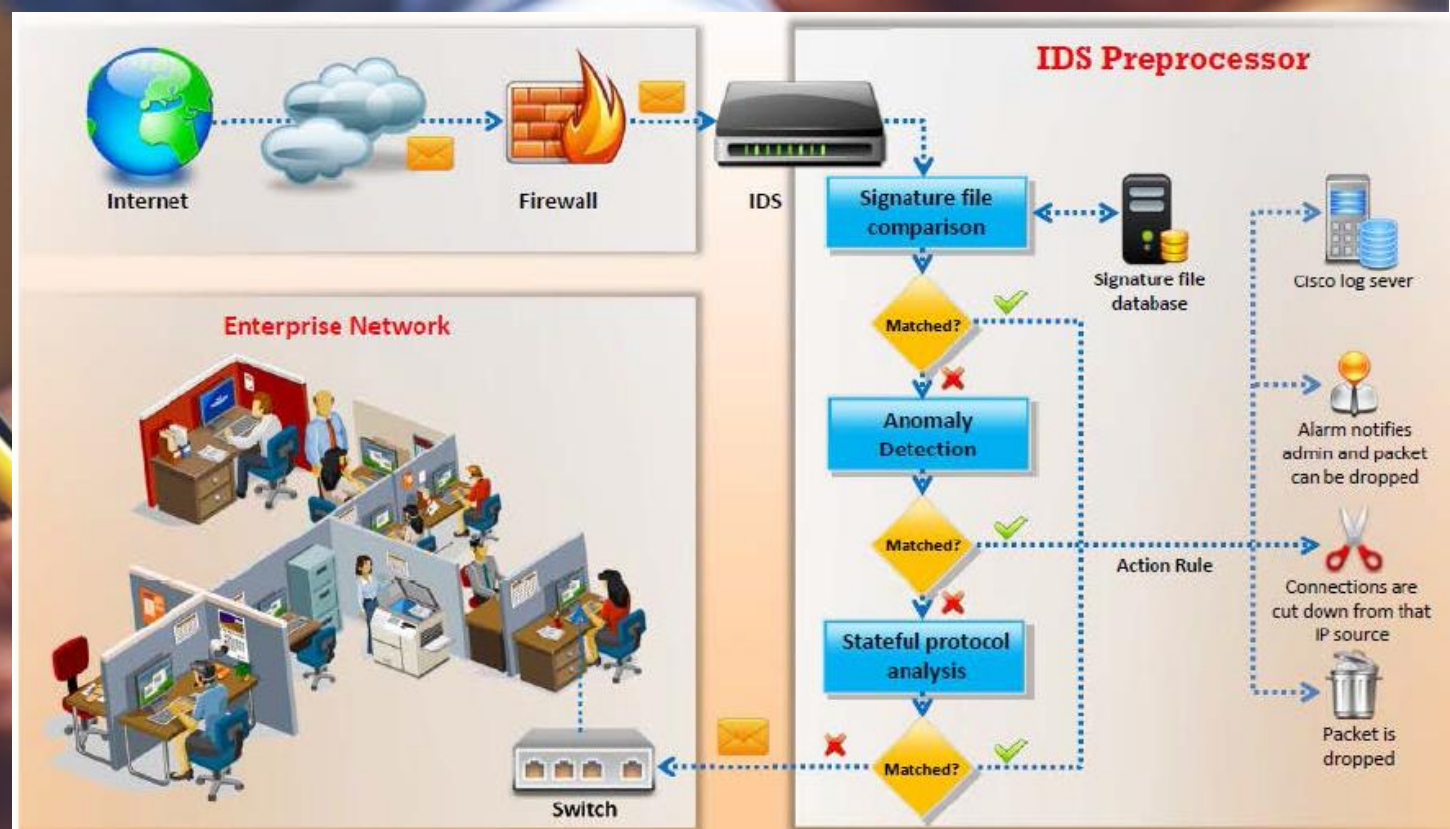 IDS Preprocessor
Internet
Firewall
IDS
Signature file
comparison
Signature file
database
Cisco log sever
Matched?
Alarm notifies
admin and packet
can be dropped
Anomaly
Detection
Matched?
Action Rule
Connections are
cut down from that
IP source
Stateful protocol
analysis
Matched?
Packet is
dropped
Enterprise Network
Switch